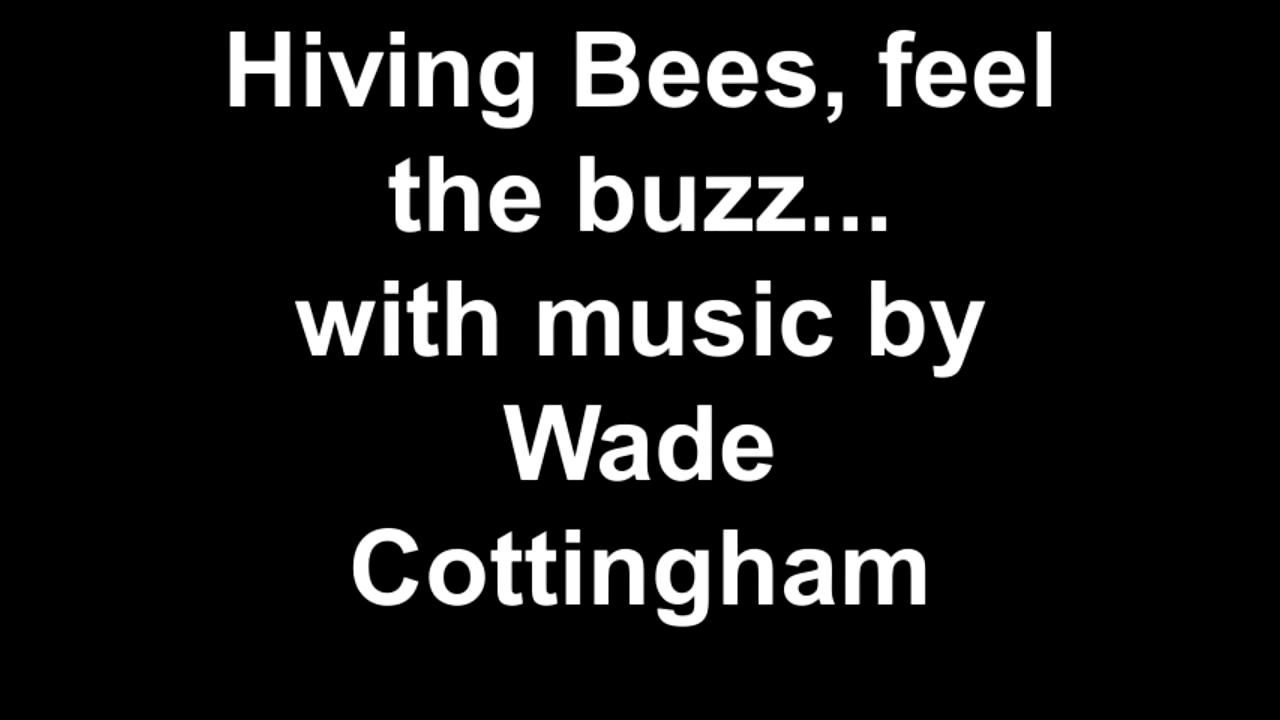 Hiving Bees, feel
the buzz...
with music by
Wade
Cottingham